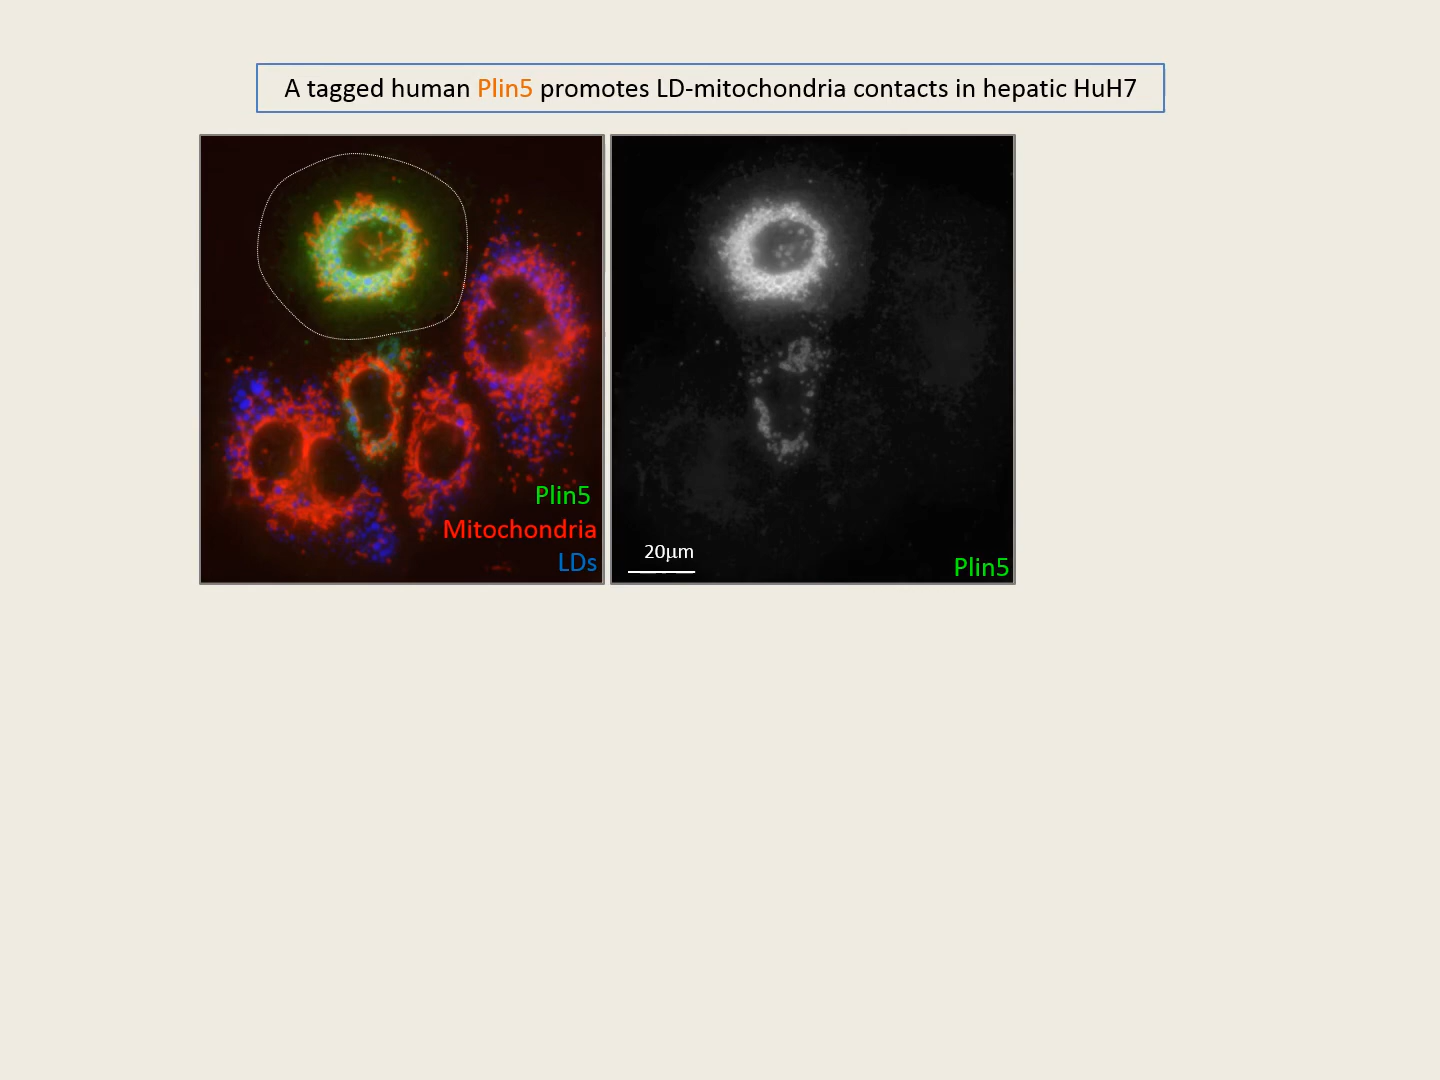 A tagged human Plin5 promotes LD-mitochondria contacts in hepatic HuH7
Plin5
Mitochondria
LDs
20µm
Plin5